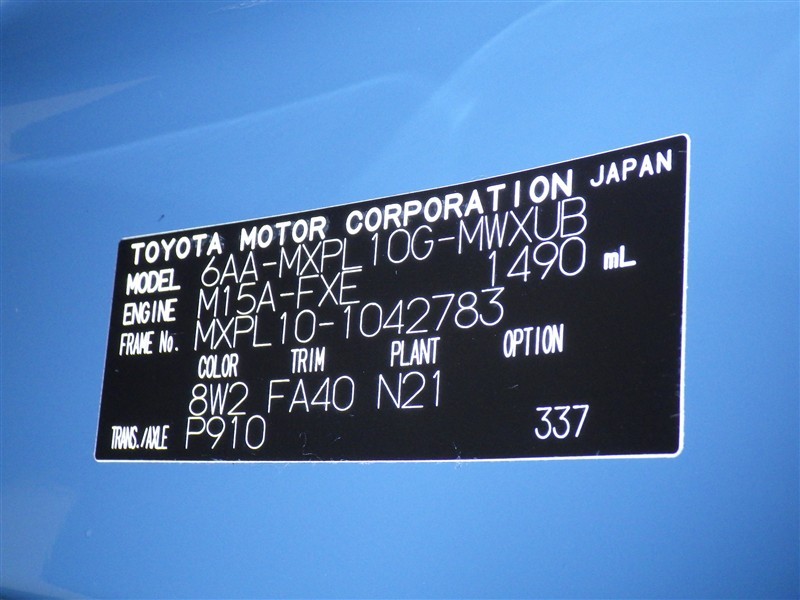 TOYOTA MOTOR CORPORATION JAPAN
MODEL 6AA-MXPL10G-MWXUB
ENGINE M15A-FXE 1490 mL
FRAME No. MXPL10-1042783
COLOR TRIM PLANT OPTION
8W2 FA40 N21
TRANS./AXLE P910 337